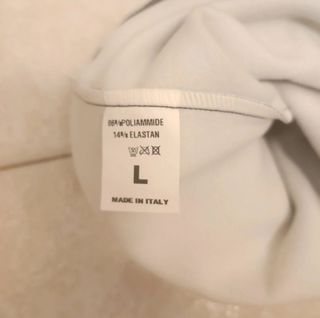 86%POLIAMMIDE
14% ELASTAN
L
MADE IN ITALY